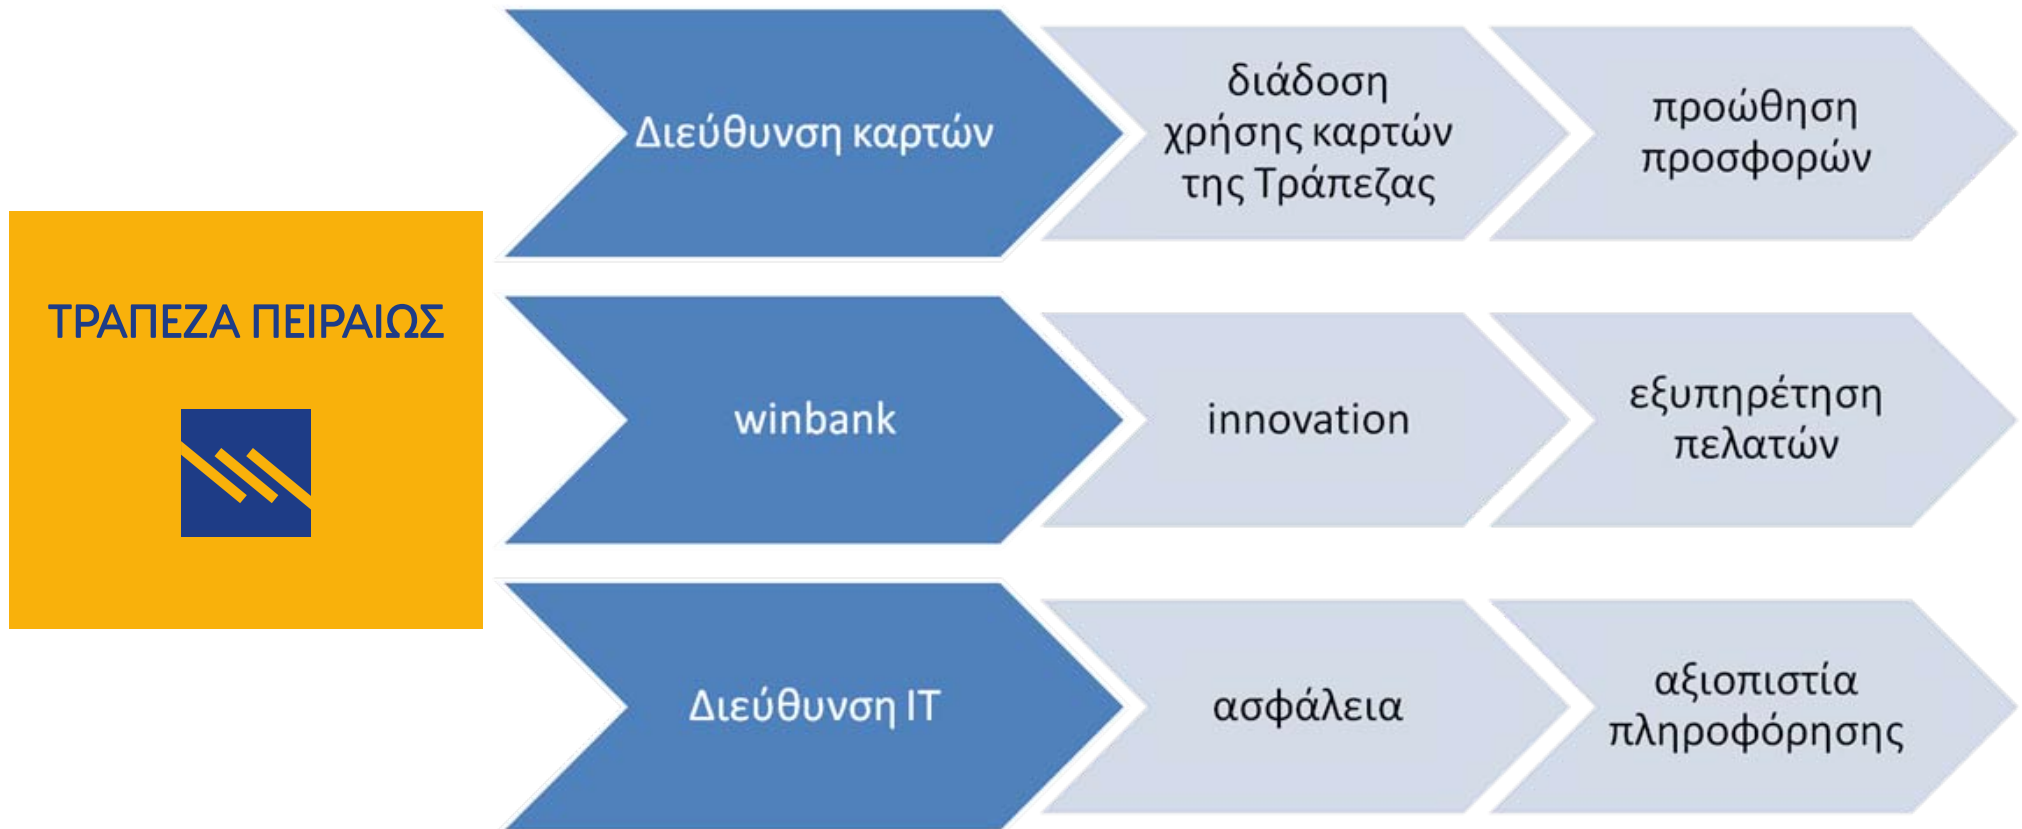 ΤΡΑΠΕΖΑ ΠΕΙΡΑΙΩΣ
Διεύθυνση καρτών
διάδοση
χρήσης καρτών
της Τράπεζας
προώθηση
προσφορών
winbank
innovation
εξυπηρέτηση
πελατών
Διεύθυνση IT
ασφάλεια
αξιοπιστία
πληροφόρησης